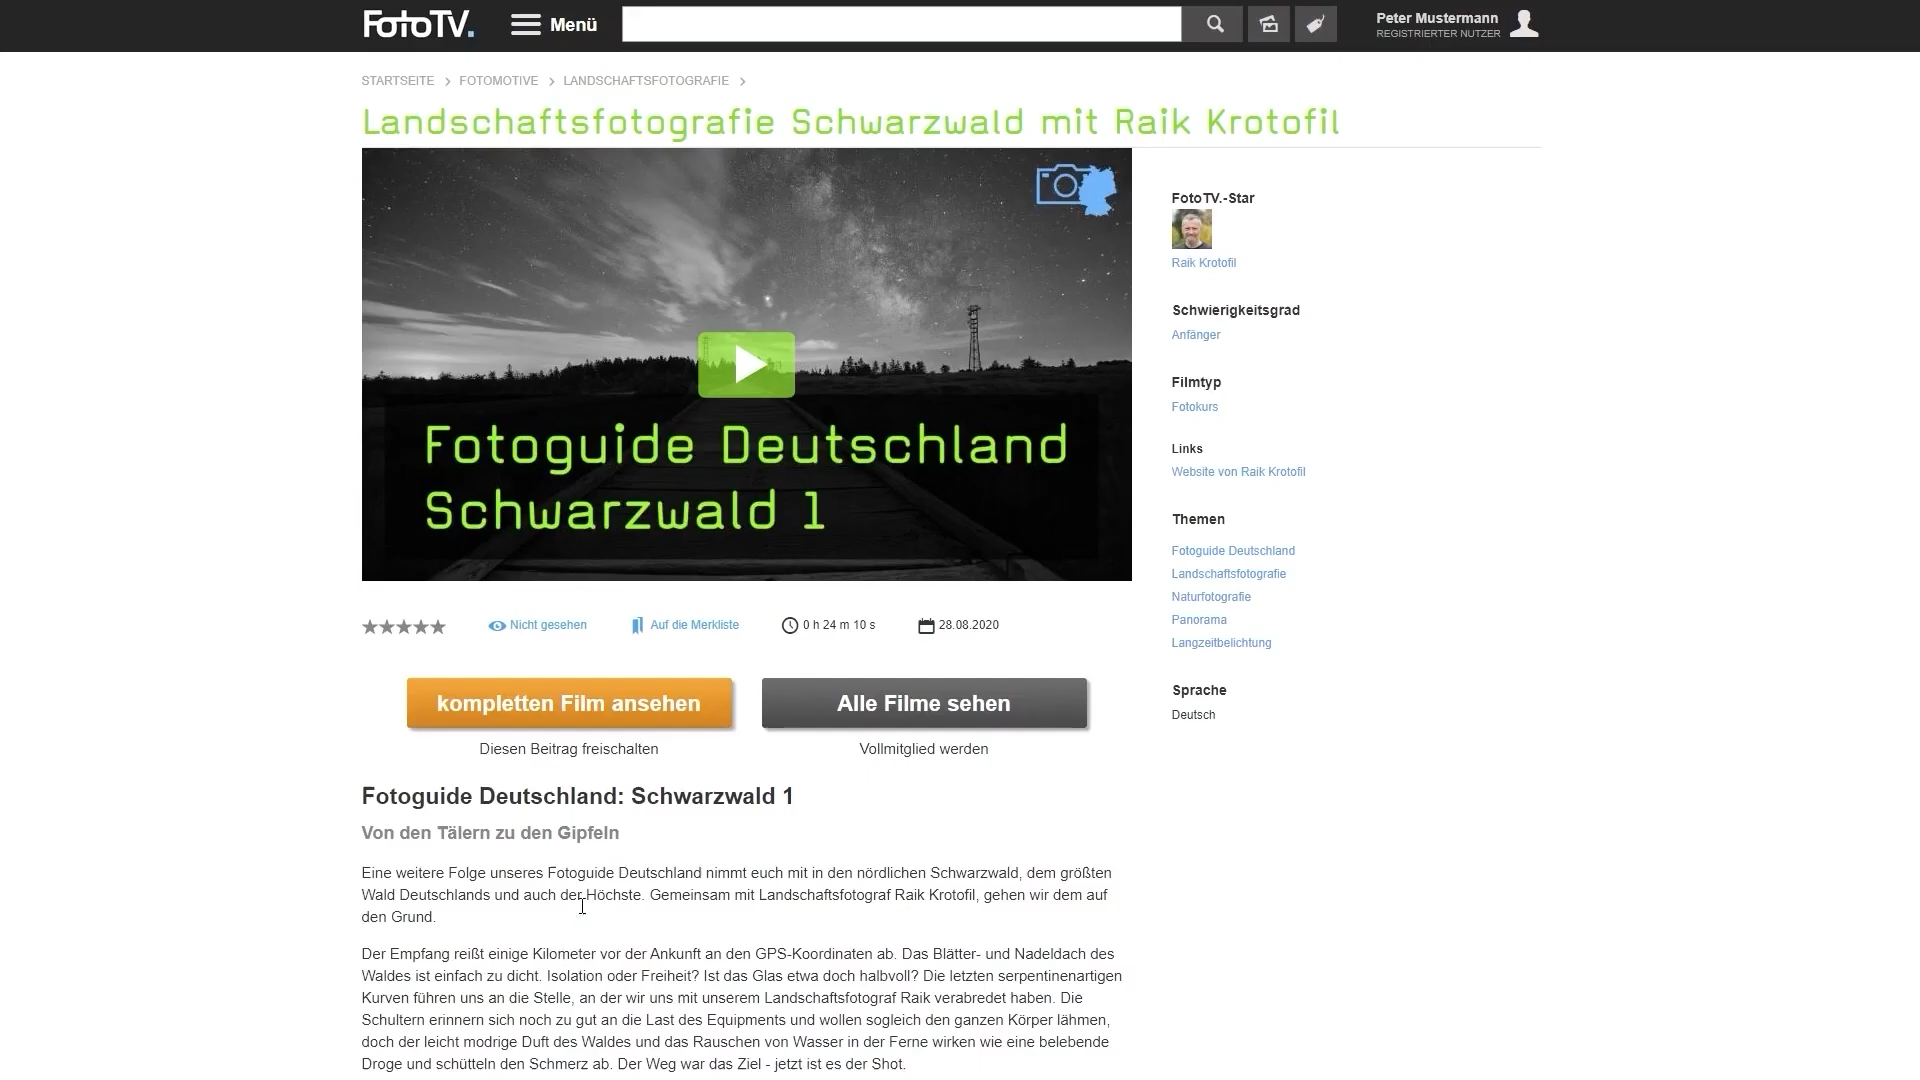 FotoTV.
Menü
Peter Mustermann
REGISTRIERTER NUTZER
STARTSEITE
FOTOMOTIVE
LANDSCHAFTSFOTOGRAFIE
Landschaftsfotografie Schwarzwald mit Raik Krotofil
Fotoguide Deutschland
Schwarzwald 1
Nicht gesehen
Auf die Merkliste
0 h 24 m 10 s
28.08.2020
kompletten Film ansehen
Diesen Beitrag freischalten
Alle Filme sehen
Vollmitglied werden
Fotoguide Deutschland: Schwarzwald 1
Von den Tälern zu den Gipfeln
Eine weitere Folge unseres Fotoguide Deutschland nimmt euch mit in den nördlichen Schwarzwald, dem größten
Wald Deutschlands und auch der Höchste. Gemeinsam mit Landschaftsfotograf Raik Krotofil, gehen wir dem auf
den Grund.
Der Empfang reißt einige Kilometer vor der Ankunft an den GPS-Koordinaten ab. Das Blätter- und Nadeldach des
Waldes ist einfach zu dicht. Isolation oder Freiheit? Ist das Glas etwa doch halbvoll? Die letzten serpentinenartigen
Kurven führen uns an die Stelle, an der wir uns mit unserem Landschaftsfotograf Raik verabredet haben. Die
Schultern erinnern sich noch zu gut an die Last des Equipments und wollen sogleich den ganzen Körper lähmen,
doch der leicht modrige Duft des Waldes und das Rauschen von Wasser in der Ferne wirken wie eine belebende
Droge und schütteln den Schmerz ab. Der Weg war das Ziel - jetzt ist es der Shot.
FotoTV.-Star
Raik Krotofil
Schwierigkeitsgrad
Anfänger
Filmtyp
Fotokurs
Links
Website von Raik Krotofil
Themen
Fotoguide Deutschland
Landschaftsfotografie
Naturfotografie
Panorama
Langzeitbelichtung
Sprache
Deutsch